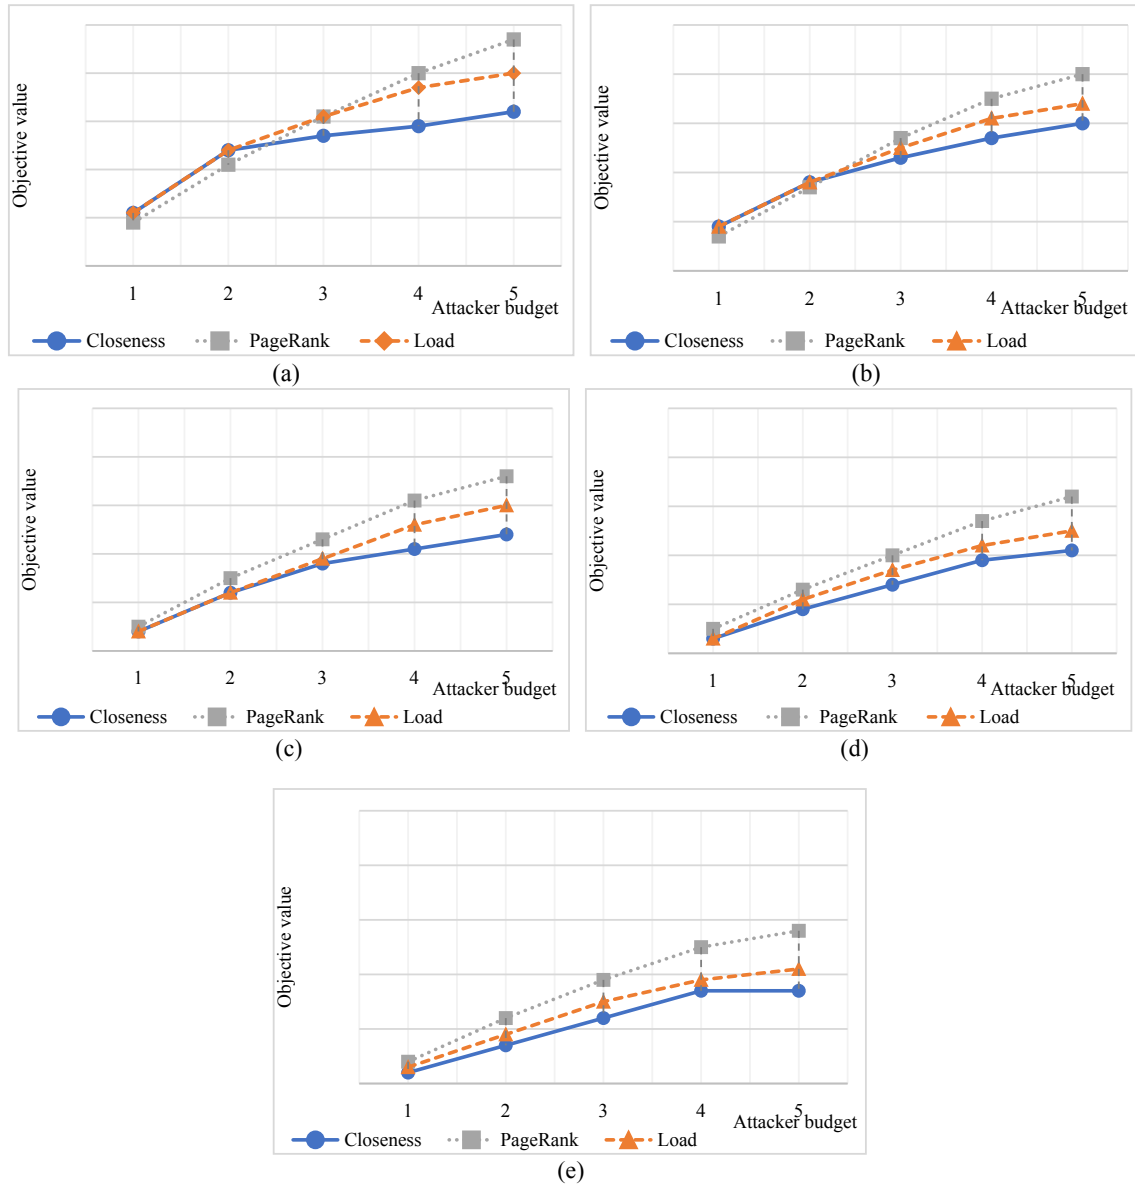 Objective value
1 2 3 4 5
Attacker budget
Closeness PageRank Load
(a)
Objective value
1 2 3 4 5
Attacker budget
Closeness PageRank Load
(b)
Objective value
1 2 3 4 5
Attacker budget
Closeness PageRank Load
(c)
Objective value
1 2 3 4 5
Attacker budget
Closeness PageRank Load
(d)
Objective value
1 2 3 4 5
Attacker budget
Closeness PageRank Load
(e)